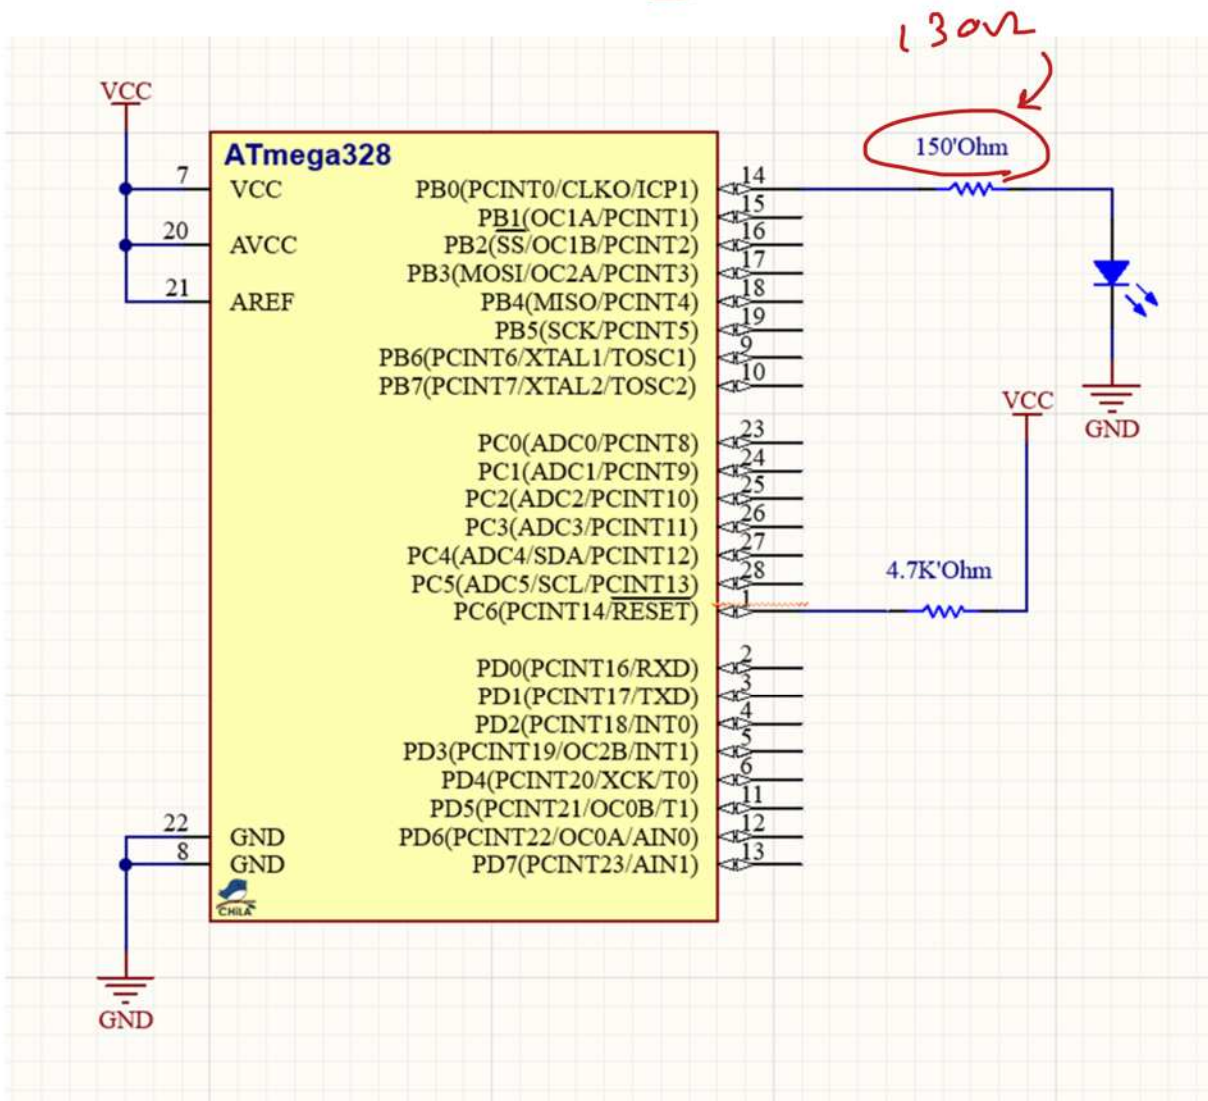 130Ω
VCC
150'Ohm
ATmega328
7 VCC
20 AVCC
21 AREF
PB0(PCINT0/CLKO/ICP1) 14
PB1(OC1A/PCINT1) 15
PB2(SS/OC1B/PCINT2) 16
PB3(MOSI/OC2A/PCINT3) 17
PB4(MISO/PCINT4) 18
PB5(SCK/PCINT5) 19
PB6(PCINT6/XTAL1/TOSC1) 9
PB7(PCINT7/XTAL2/TOSC2) 10
VCC
GND
PC0(ADC0/PCINT8) 23
PC1(ADC1/PCINT9) 24
PC2(ADC2/PCINT10) 25
PC3(ADC3/PCINT11) 26
PC4(ADC4/SDA/PCINT12) 27
PC5(ADC5/SCL/PCINT13) 28
4.7K'Ohm
PC6(PCINT14/RESET) 1
PD0(PCINT16/RXD) 2
PD1(PCINT17/TXD) 3
PD2(PCINT18/INT0) 4
PD3(PCINT19/OC2B/INT1) 5
PD4(PCINT20/XCK/T0) 6
PD5(PCINT21/OC0B/T1) 11
22 GND
PD6(PCINT22/OC0A/AIN0) 12
8 GND
PD7(PCINT23/AIN1) 13
CHiLA
GND